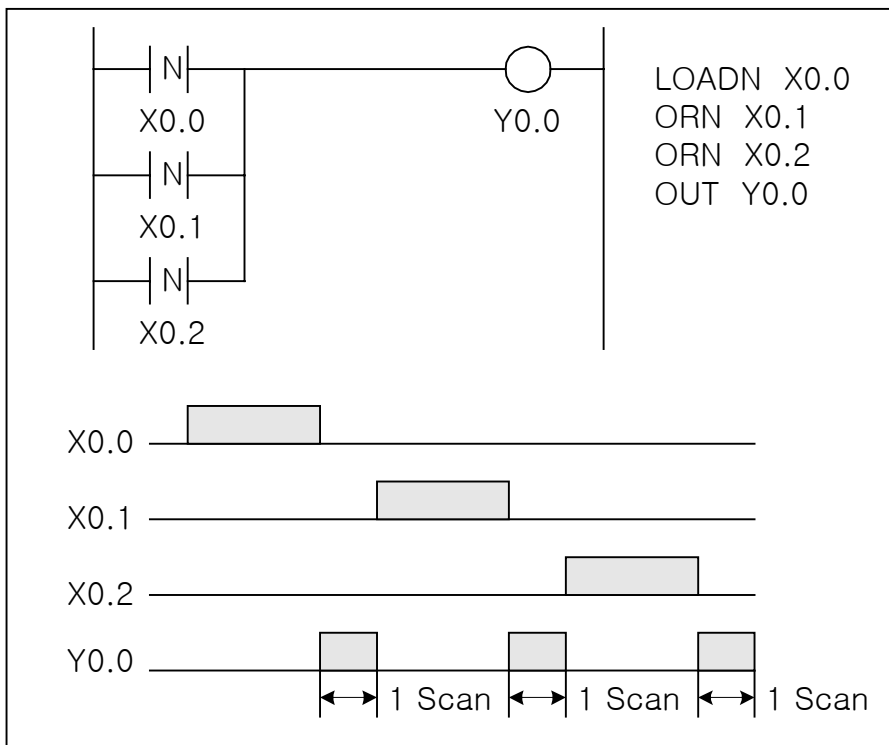 N
X0.0
Y0.0
N
X0.1
N
X0.2
LOADN X0.0
ORN X0.1
ORN X0.2
OUT Y0.0
X0.0
X0.1
X0.2
Y0.0
1 Scan 1 Scan 1 Scan